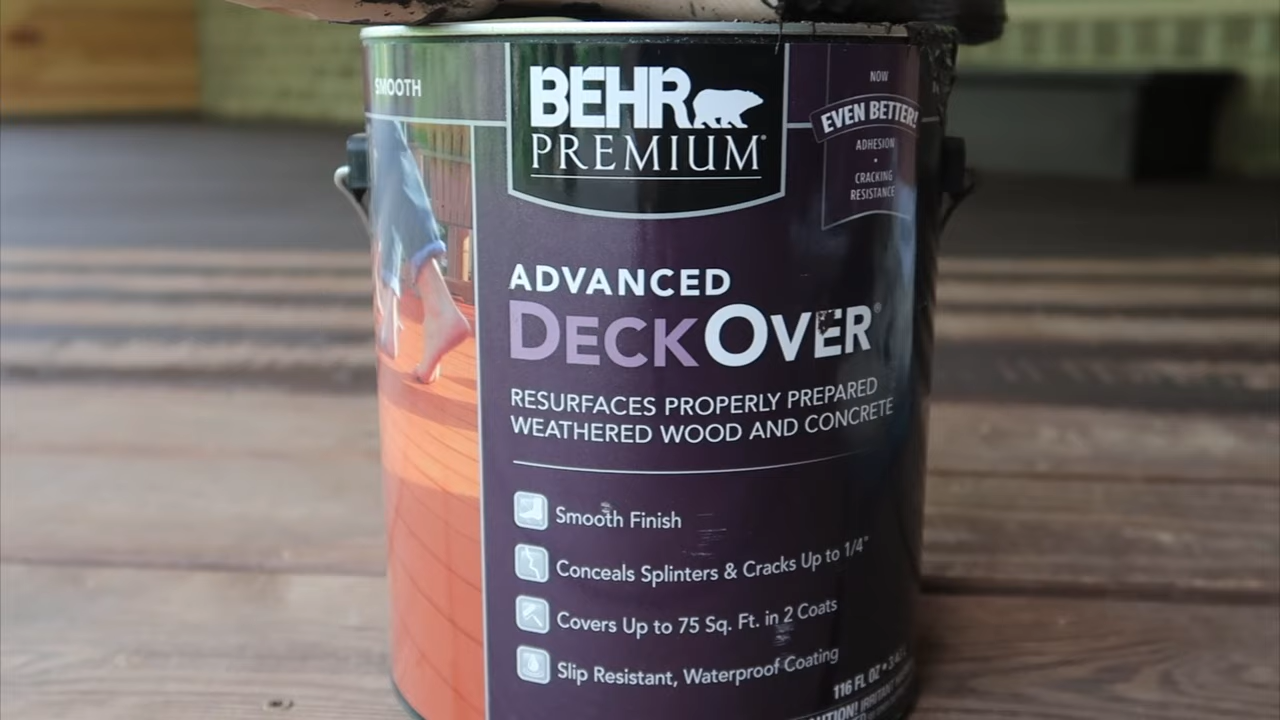 SMOOTH
BEHR
PREMIUM®
NOW
EVEN BETTER!
ADHESION
•
CRACKING
RESISTANCE
ADVANCED
DECKOVER®
RESURFACES PROPERLY PREPARED
WEATHERED WOOD AND CONCRETE
Smooth Finish
Conceals Splinters & Cracks Up to 1/4"
Covers Up to 75 Sq. Ft. in 2 Coats
Slip Resistant, Waterproof Coating
116 FL OZ •